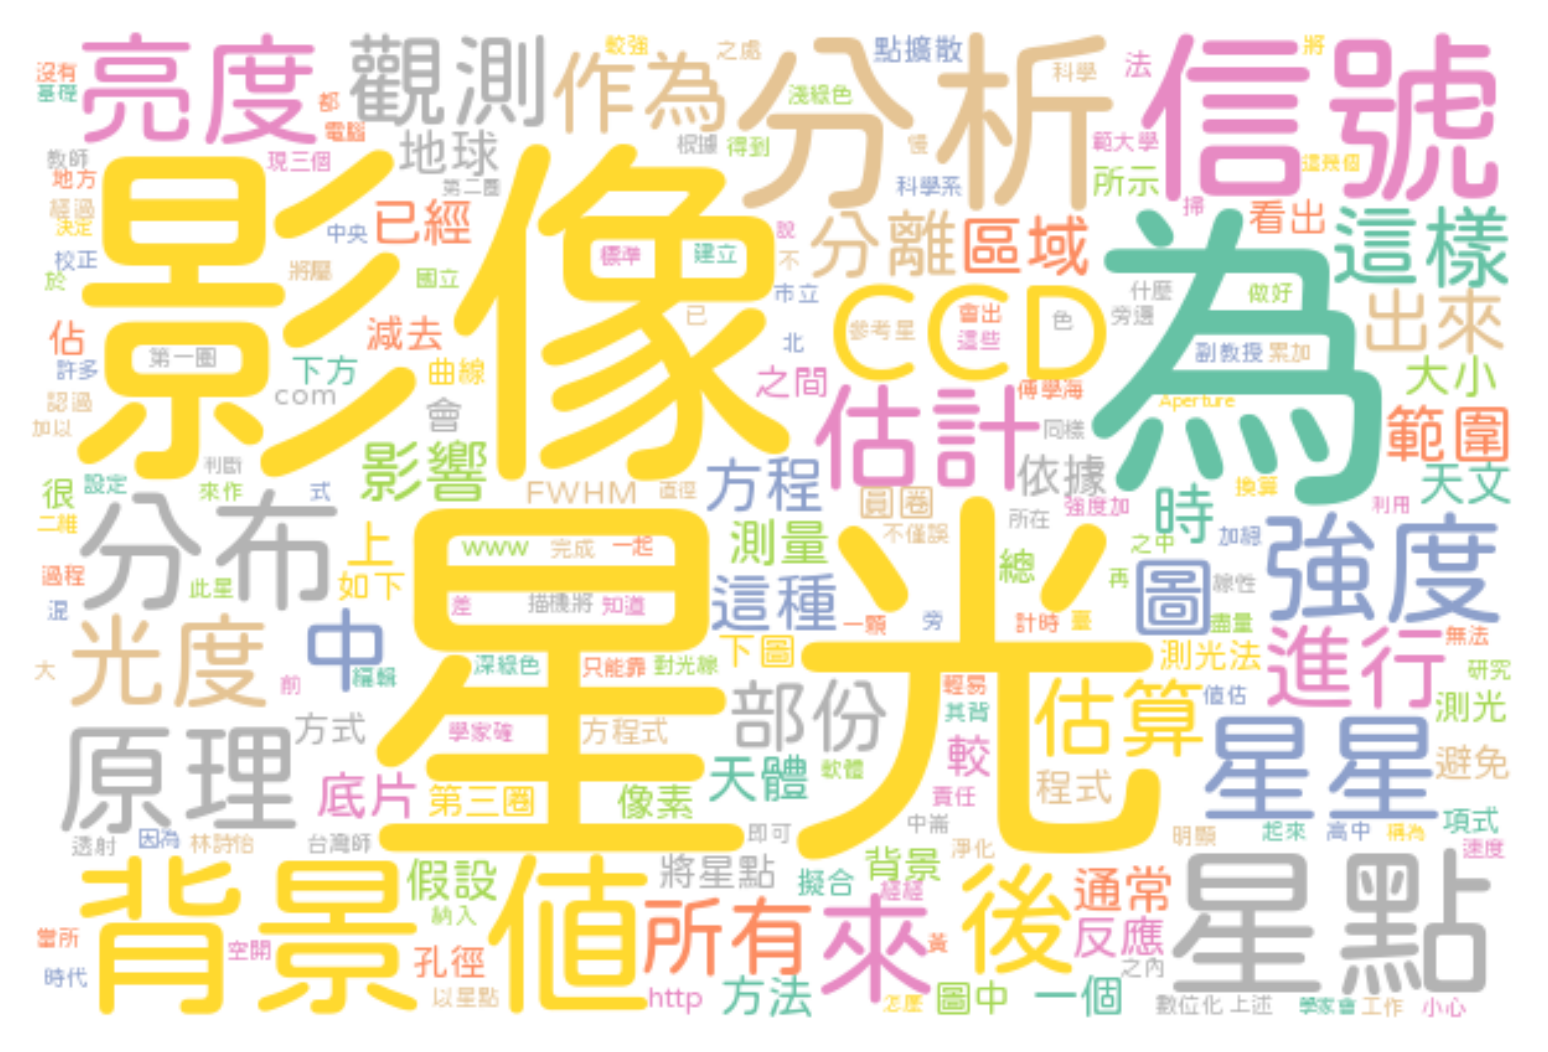 沒有 亮度 觀測 作為 較強 之處 分析 點擴散 科學 法 信號 將
基礎 都 電腦 淺綠色
教師 現三個 地球 根據 得到 慢 範大學 這幾個
地方 第二圈 科學系 所示
經過 影像 已經 說 分離 區域 掃 為 看出 這樣
決定 中央 標準 建立 不
校正 將屬 國立 市立 CCD 會出 色 什麼 做好 出來
於 已 參考星 這些 旁邊
佔 第一圈 減去 北 副教授 累加
許多 下方 曲線 之間 傅學海 大小
認過 com 會 估計 Aperture 範圍
加以 同樣
判斷 影響 方程 依據 天文
很 設定 來作 式 FWHM 直徑 圓卷 強度加 時 換算 利用
二維 分布 上 星光 測量 不僅誤 所在 之中 加總 強度
過程 此星 如下 www 完成 一起 總 再 圖 線性
混 差 描機將 知道 這種 一顆 旁 計時 臺 盡量
光度 中 進行 無法
大 前 編輯 深綠色 只能靠 對光線 下圖 輕易 測光法 研究
原理 方式 學家確 方程式 部份 其背 估算 值估 測光
底片 第三圈 像素 天體 軟體 較 程式 星星 避免
責任
透射 因為 林詩怡 台灣師 即可 中崙 明顯 起來 高中 稱為 項式
背景 假設 值 將星點 擬合 背景 淨化 後 通常 星點 速度
納入 經經
當所 空開 孔徑 所有 來 黃 反應
時代 以星點 http 方法 怎麼 圖中 一個 之內 數位化 上述 學家會 工作 小心